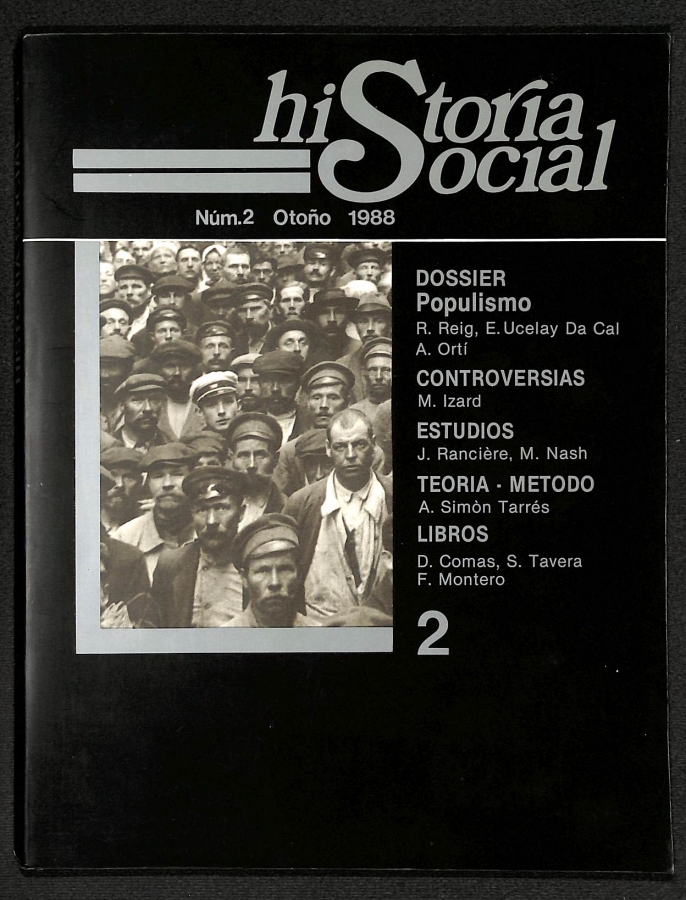 hiStoria
Social
Núm.2 Otoño 1988
DOSSIER
Populismo
R. Reig, E. Ucelay Da Cal
A. Ortí
CONTROVERSIAS
M. Izard
ESTUDIOS
J. Rancière, M. Nash
TEORIA - METODO
A. Simòn Tarrés
LIBROS
D. Comas, S. Tavera
F. Montero
2